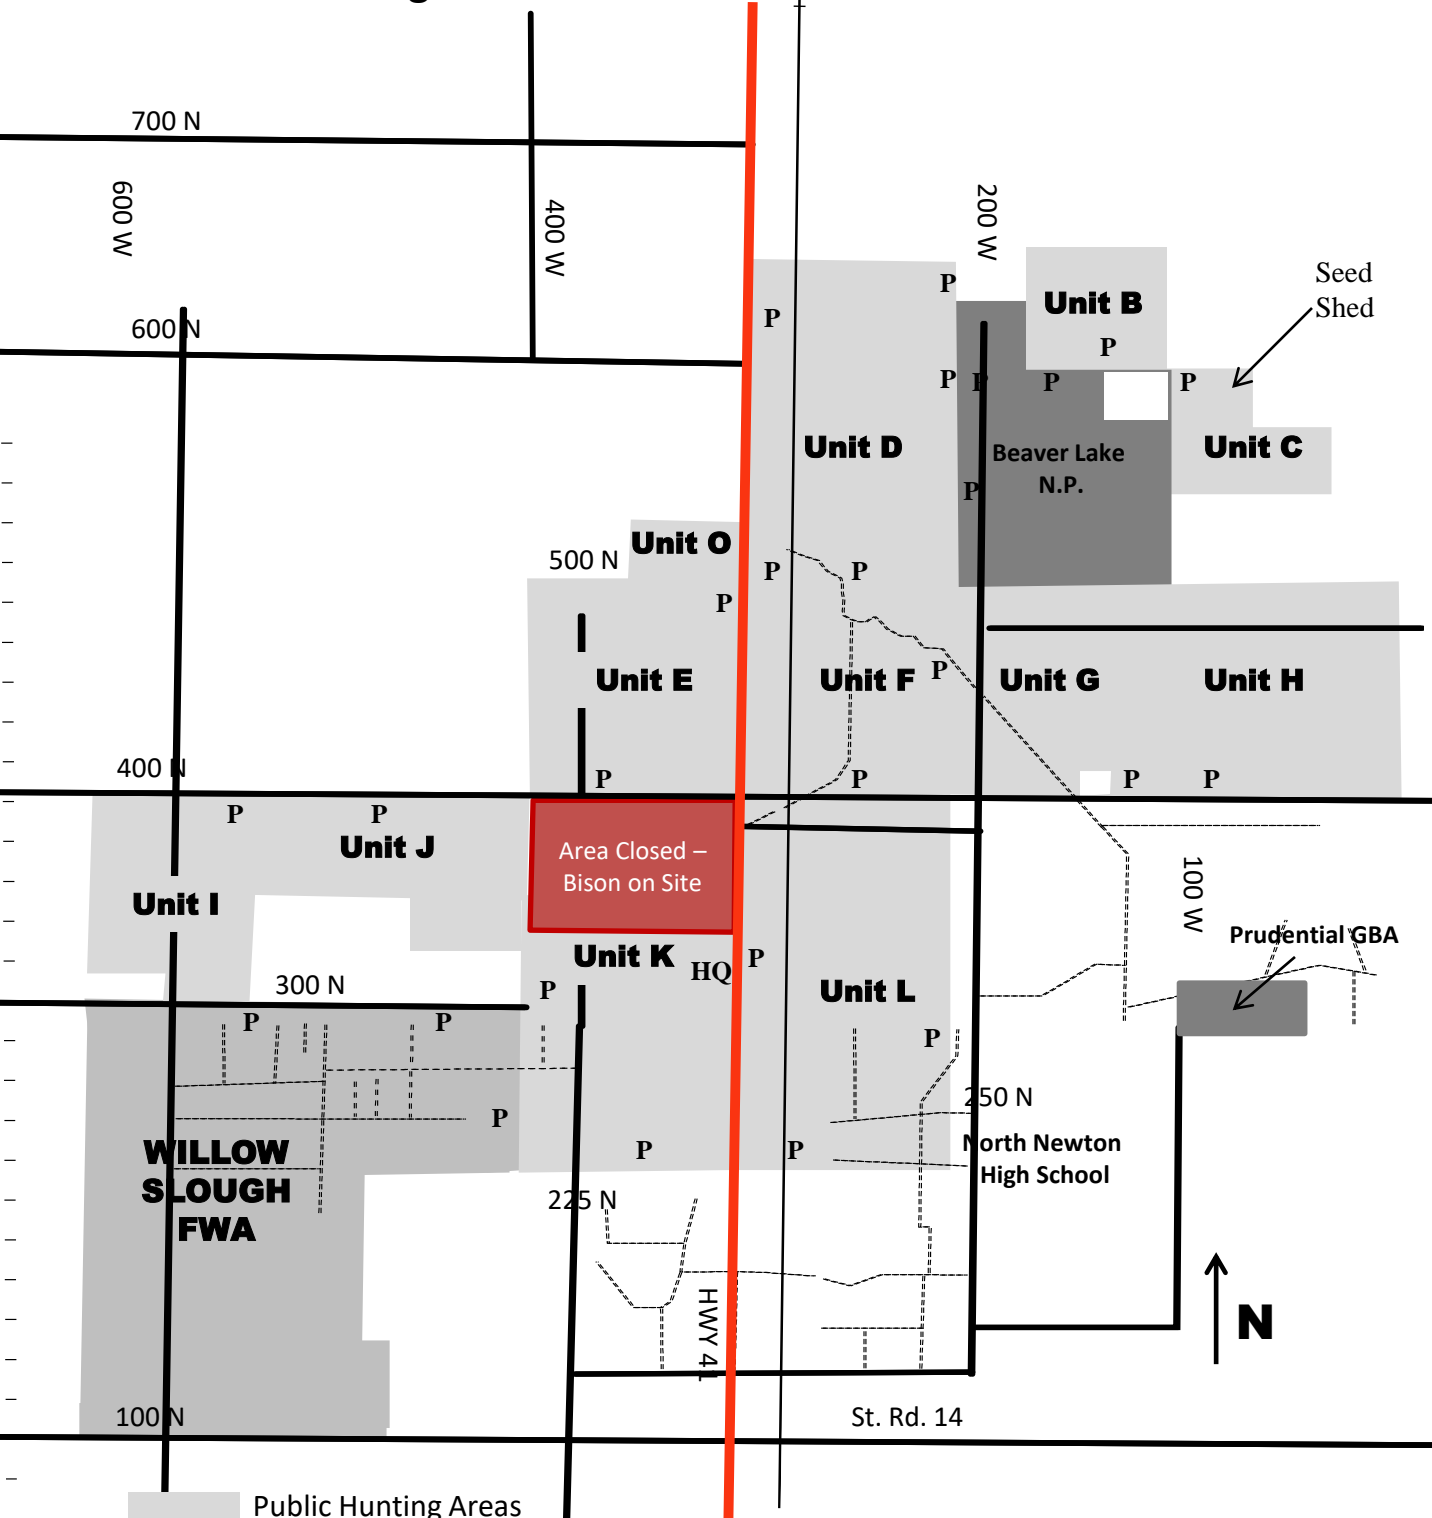 700 N
600 W
400 W
200 W
Seed
Shed
Unit B
P
P
600 N
P
P
P
P
P
P
Unit D
Beaver Lake
N.P.
Unit C
P
Unit O
500 N
P
P
P
Unit E
Unit F
P
Unit G
Unit H
400 N
P
P
P
P
P
P
Unit J
Area Closed –
Bison on Site
100 W
Unit I
Prudential GBA
Unit K
HQ
P
300 N
P
Unit L
P
P
P
250 N
P
WILLOW
SLOUGH
FWA
P
P
North Newton
High School
225 N
HWY 41
N
100 N
St. Rd. 14
Public Hunting Areas